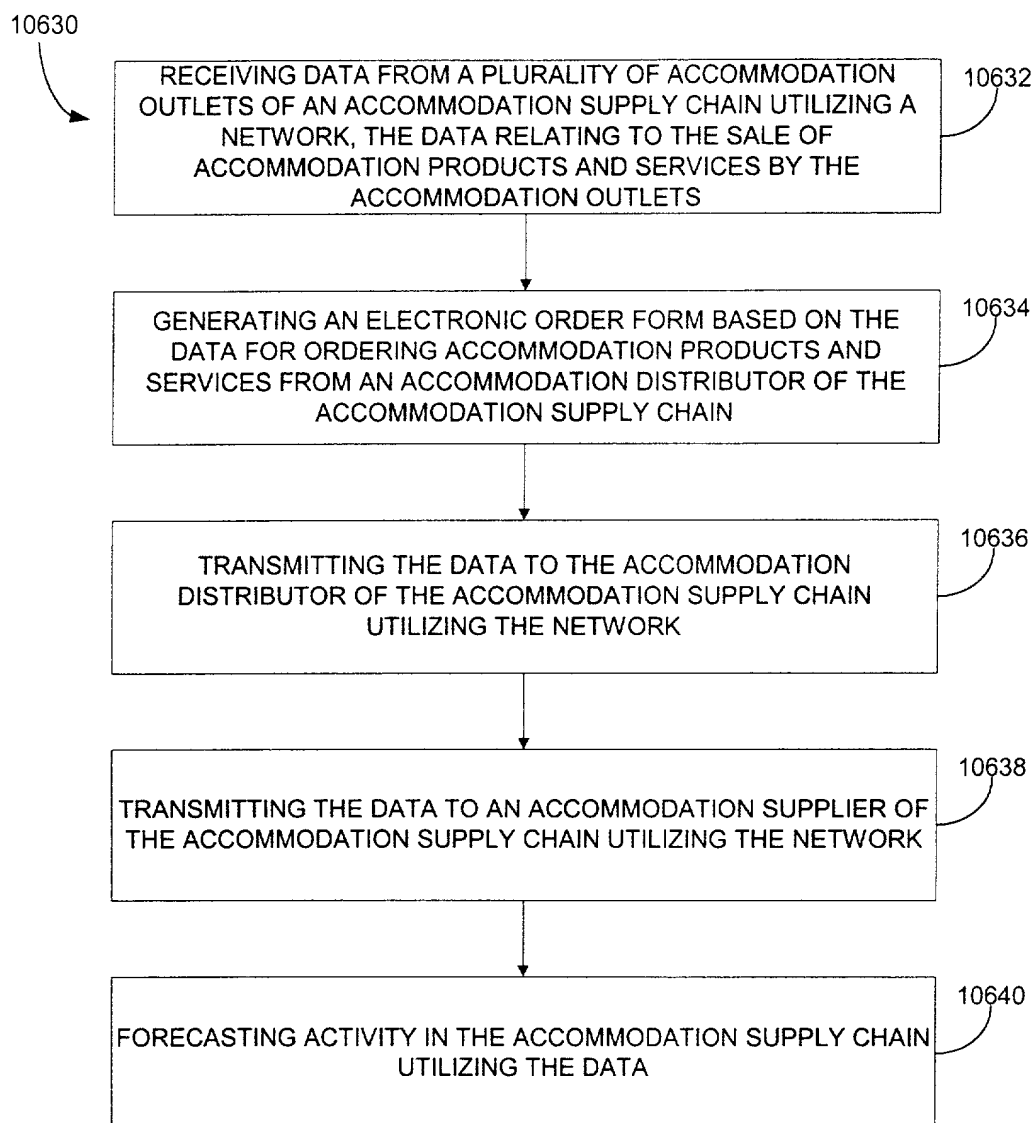 10630
RECEIVING DATA FROM A PLURALITY OF ACCOMMODATION
OUTLETS OF AN ACCOMMODATION SUPPLY CHAIN UTILIZING A
NETWORK, THE DATA RELATING TO THE SALE OF
ACCOMMODATION PRODUCTS AND SERVICES BY THE
ACCOMMODATION OUTLETS
10632
GENERATING AN ELECTRONIC ORDER FORM BASED ON THE
DATA FOR ORDERING ACCOMMODATION PRODUCTS AND
SERVICES FROM AN ACCOMMODATION DISTRIBUTOR OF THE
ACCOMMODATION SUPPLY CHAIN
10634
TRANSMITTING THE DATA TO THE ACCOMMODATION
DISTRIBUTOR OF THE ACCOMMODATION SUPPLY CHAIN
UTILIZING THE NETWORK
10636
TRANSMITTING THE DATA TO AN ACCOMMODATION SUPPLIER OF
THE ACCOMMODATION SUPPLY CHAIN UTILIZING THE NETWORK
10638
FORECASTING ACTIVITY IN THE ACCOMMODATION SUPPLY CHAIN
UTILIZING THE DATA
10640